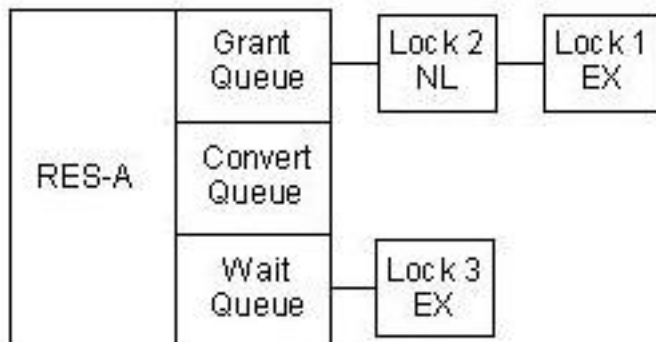 RES-A
Grant
Queue
Lock 2
NL
Lock 1
EX
Convert
Queue
Wait
Queue
Lock 3
EX